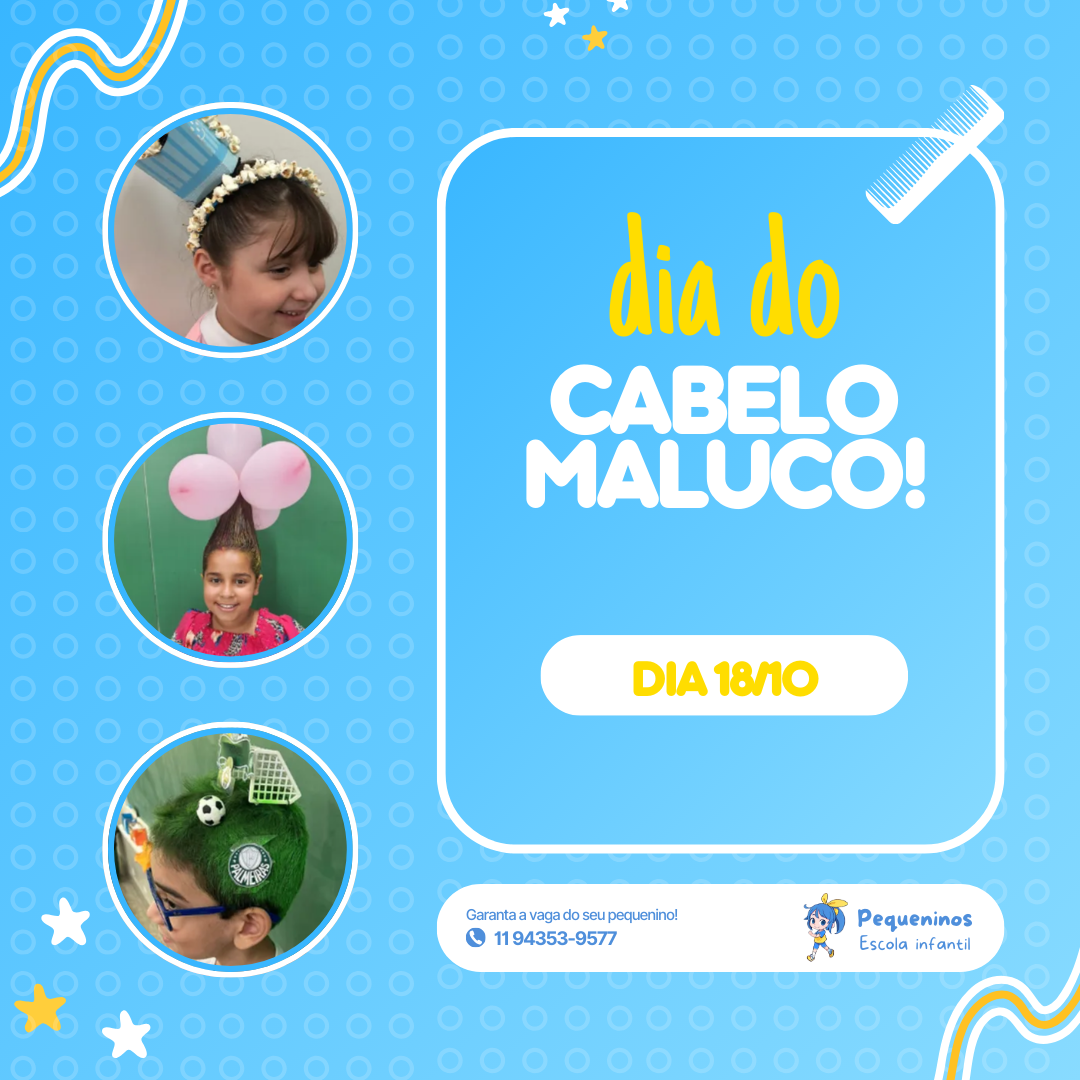 dia do
CABELO
MALUCO!
DIA 18/10
PALMEIRAS
Garanta a vaga do seu pequenino!
11 94353-9577
Pequeninos
Escola infantil